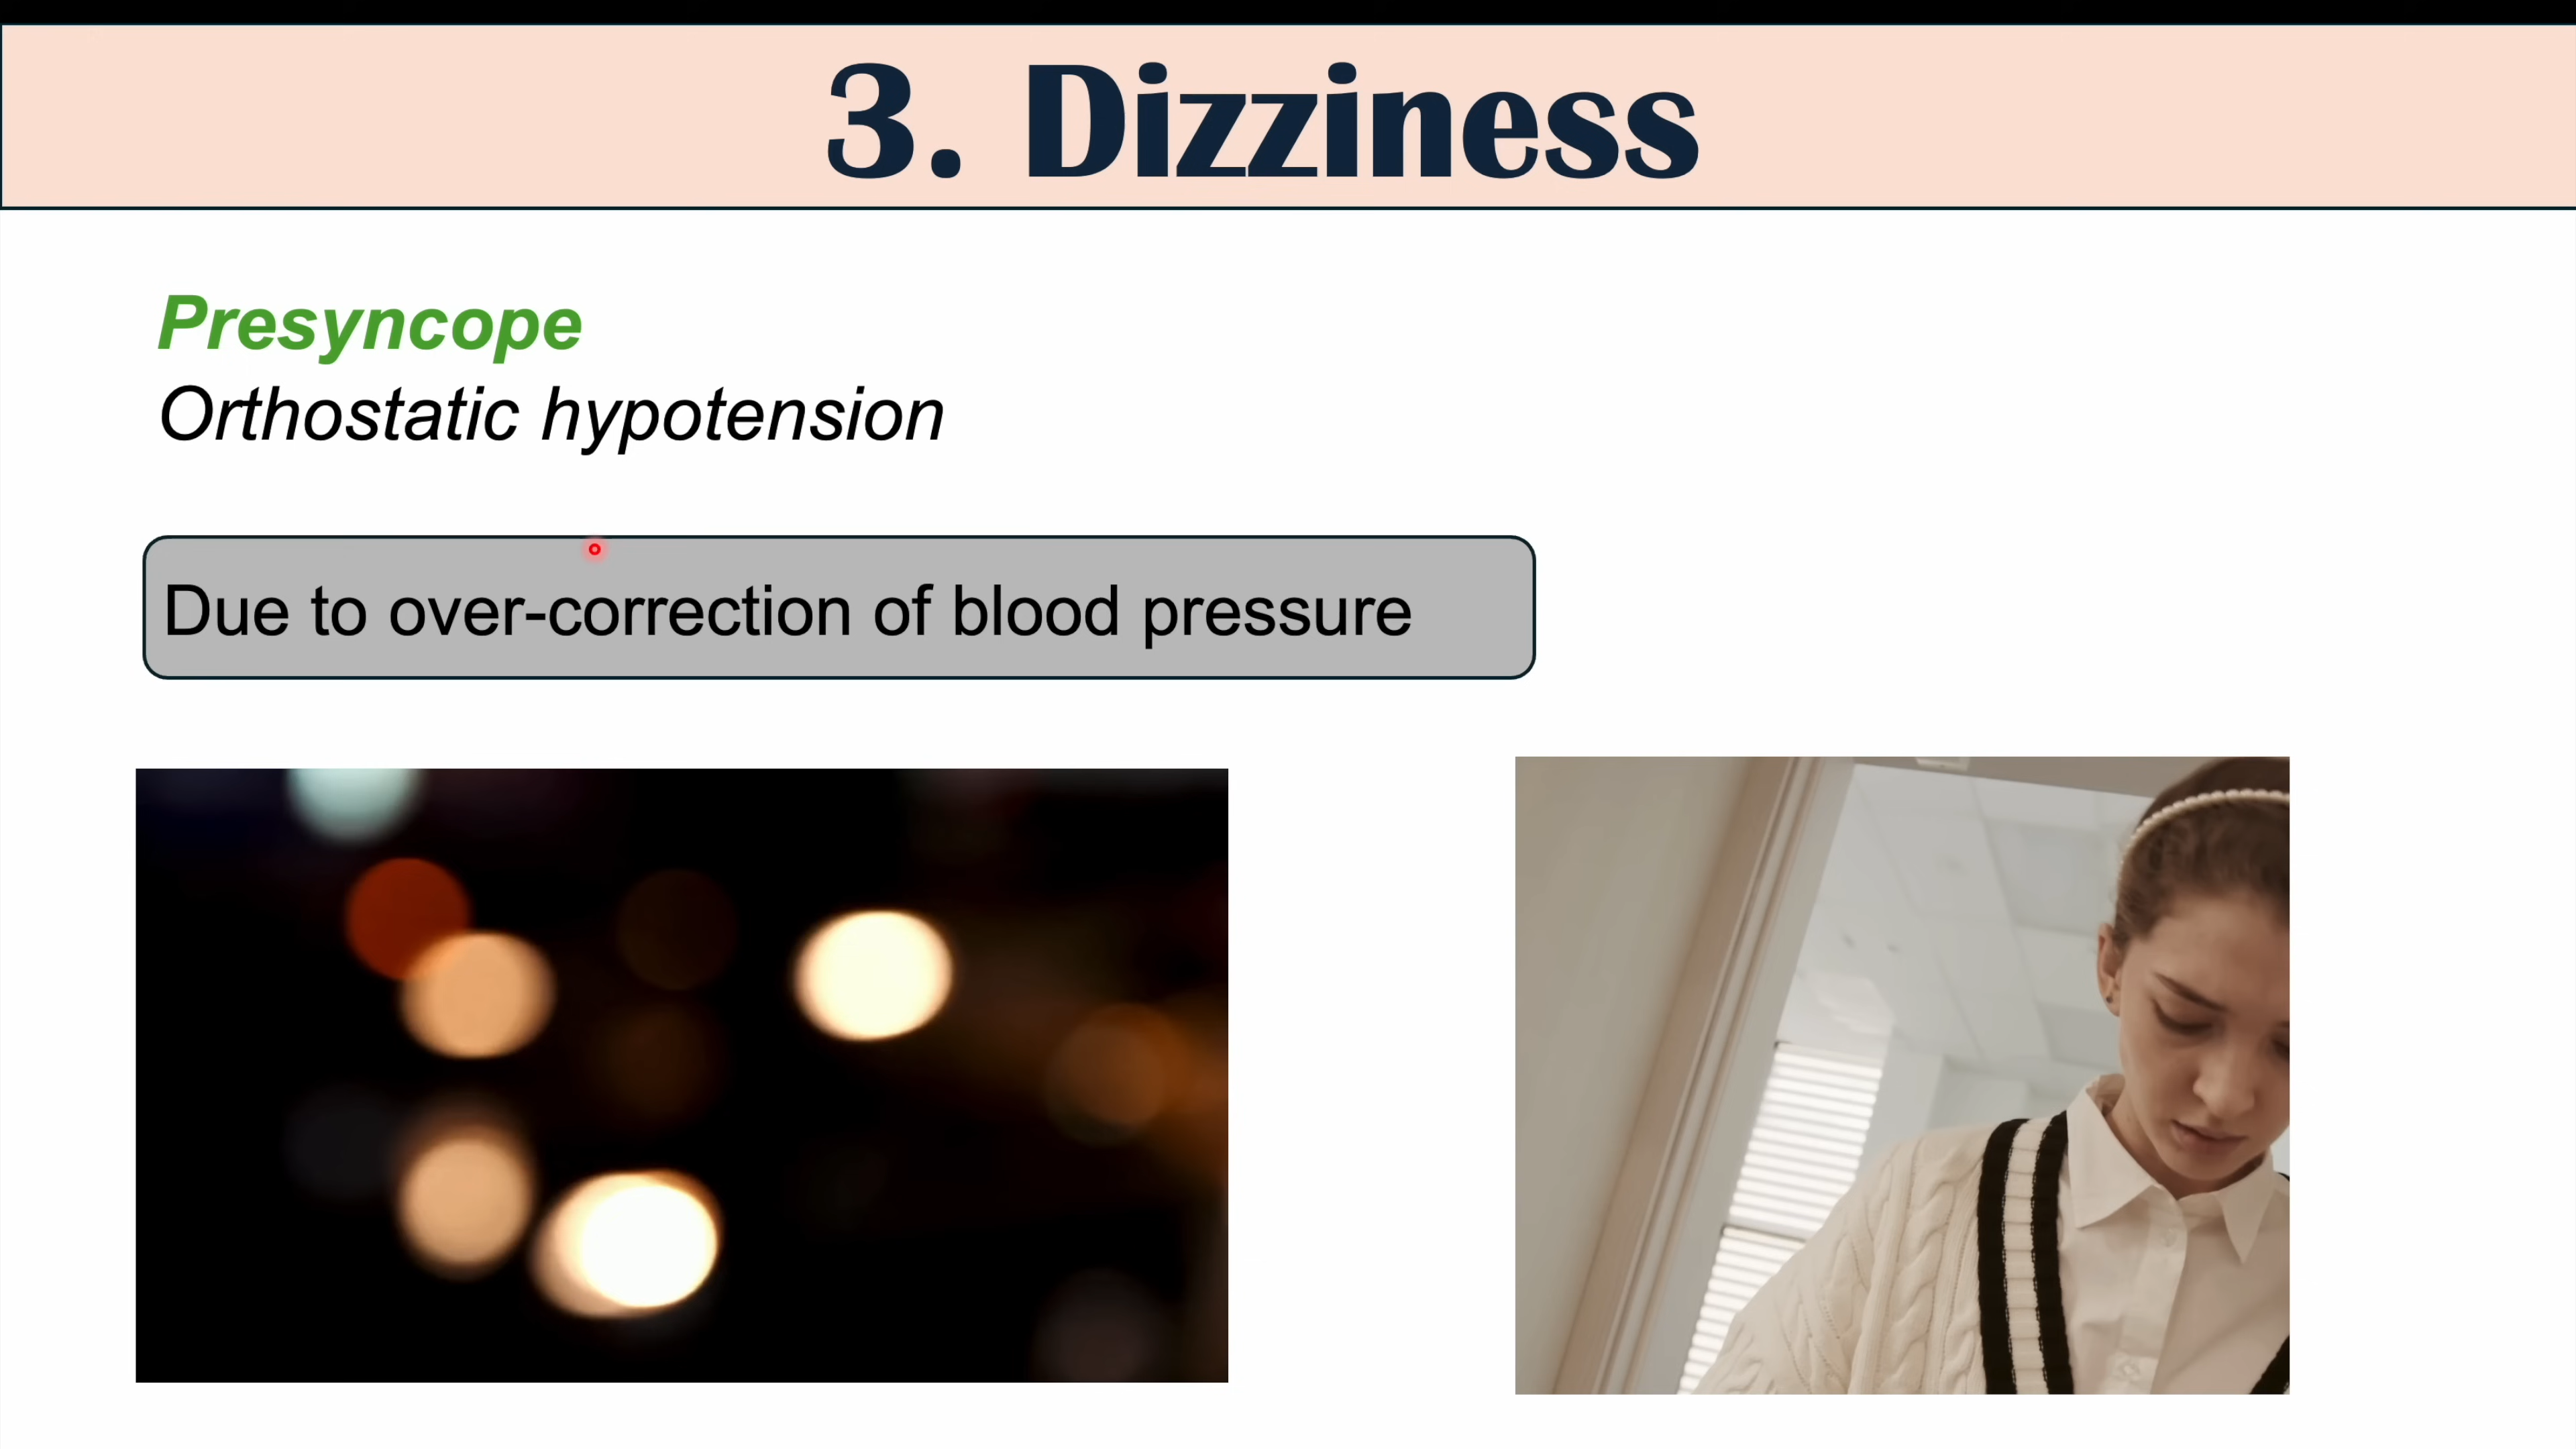 3. Dizziness
Presyncope
Orthostatic hypotension
Due to over-correction of blood pressure